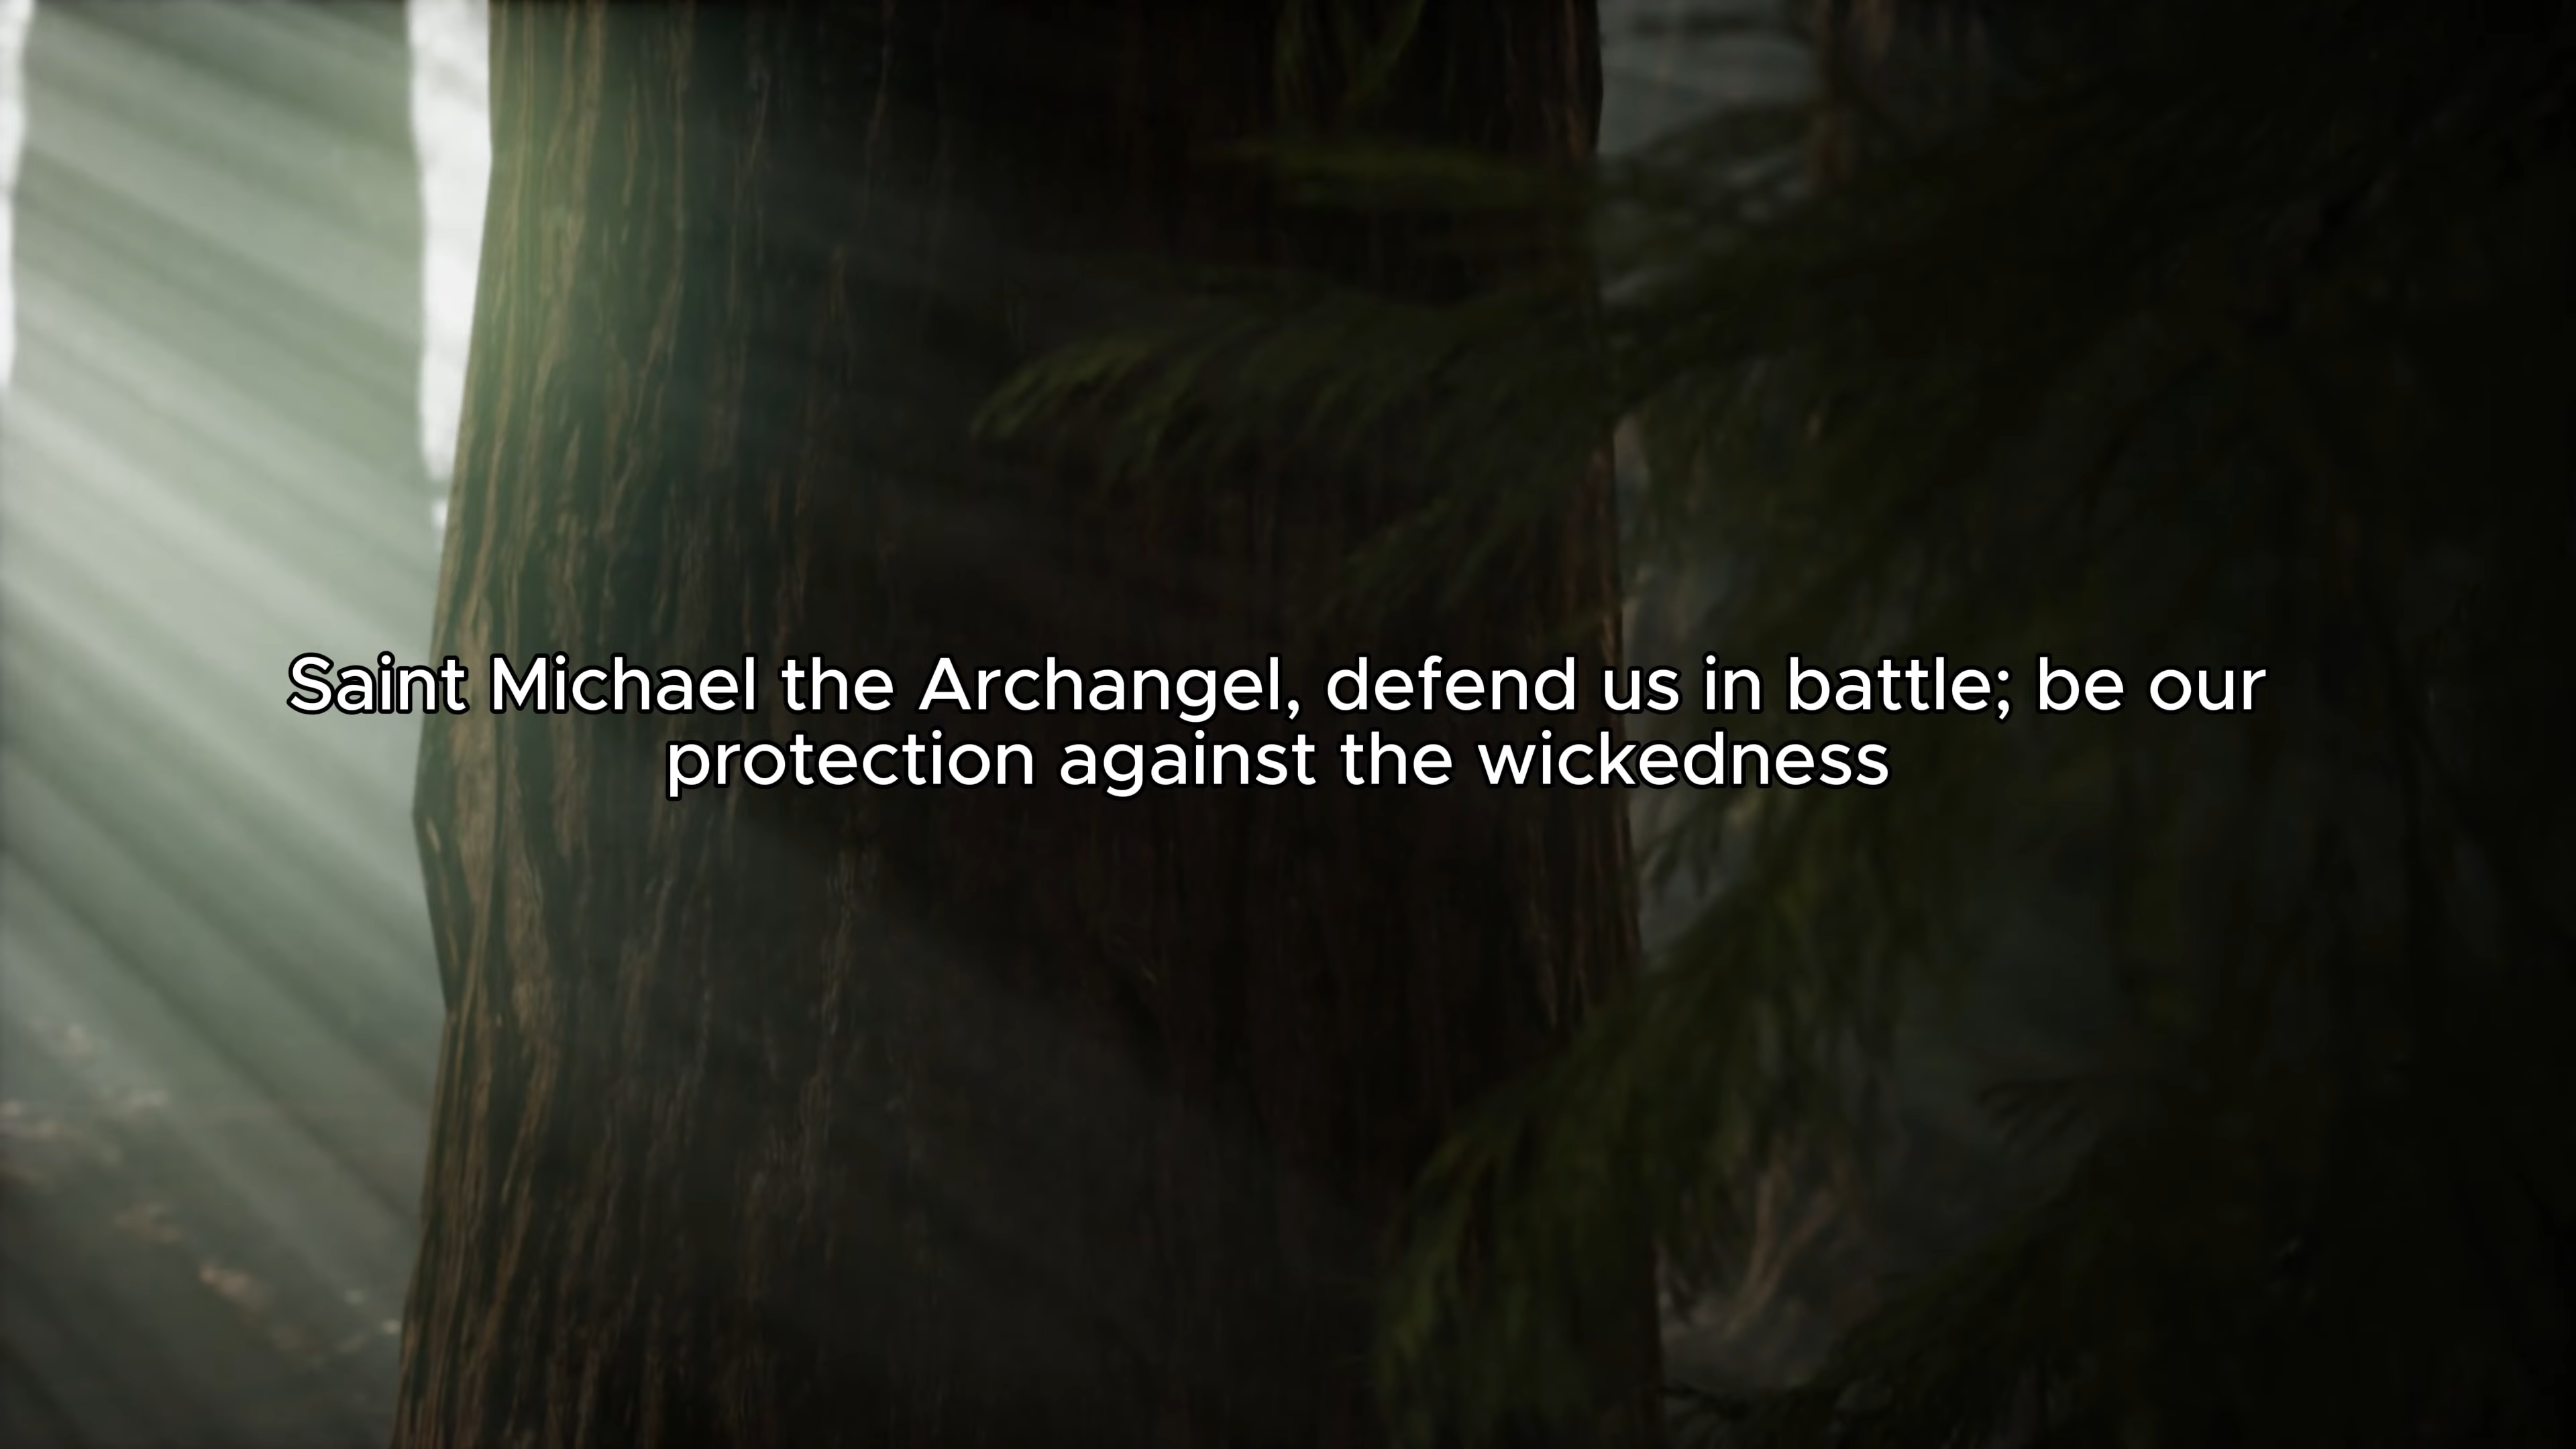 Saint Michael the Archangel, defend us in battle; be our
protection against the wickedness